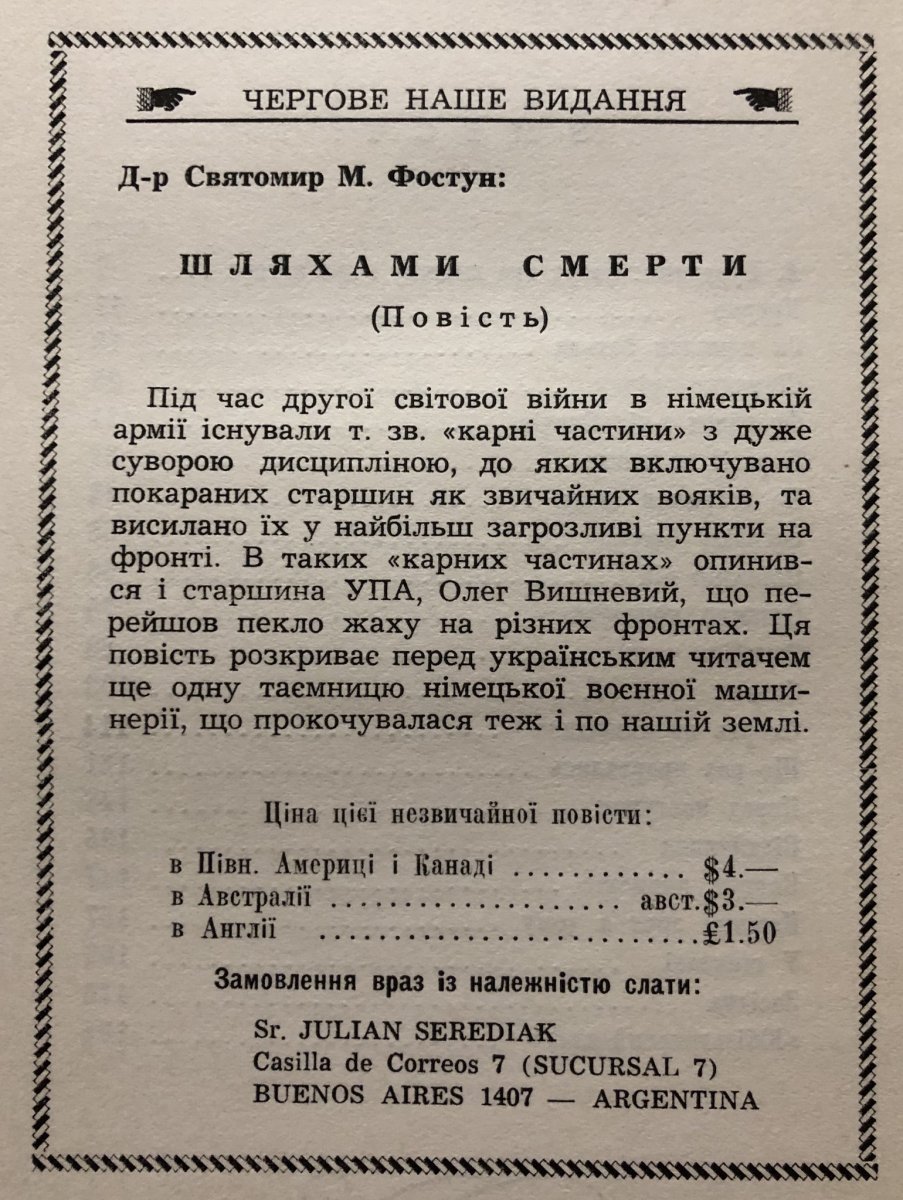 ЧЕРГОВЕ НАШЕ ВИДАННЯ
Д-р Святомир М. Фостун:
ШЛЯХАМИ СМЕРТИ
(Повість)
Під час другої світової війни в німецькій
армії існували т. зв. «карні частини» з дуже
суворою дисципліною, до яких включувано
покараних старшин як звичайних вояків, та
висилано їх у найбільш загрозливі пункти на
фронті. В таких «карних частинах» опинив-
ся і старшина УПА, Олег Вишневий, що пе-
рейшов пекло жаху на різних фронтах. Ця
повість розкриває перед українським читачем
ще одну таємницю німецької воєнної маши-
нерії, що прокочувалася теж і по нашій землі.
Ціна цієї незвичайної повісти:
в Півн. Америці і Канаді ............ $4.—
в Австралії ..................... авст.$3.—
в Англії ...........................£1.50
Замовлення враз із належністю слати:
Sr. JULIAN SEREDIAK
Casilla de Correos 7 (SUCURSAL 7)
BUENOS AIRES 1407 — ARGENTINA